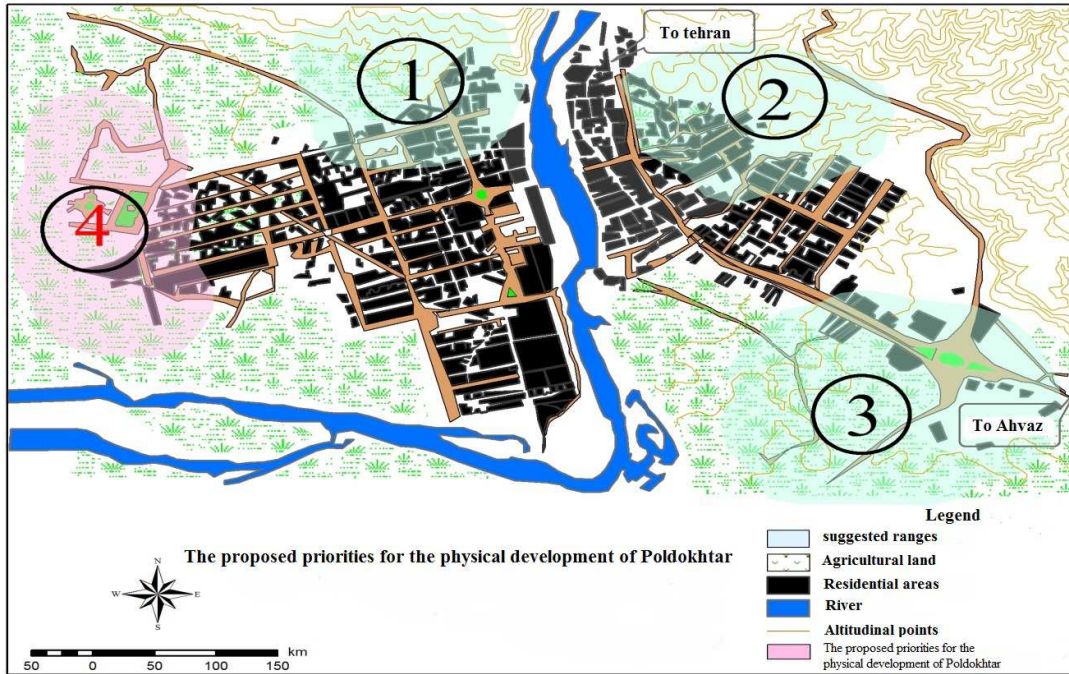 To tehran
1
2
4
3
To Ahvaz
Legend
suggested ranges
The proposed priorities for the physical development of Poldokhtar
Agricultural land
Residential areas
N
W E
S
River
Altitudinal points
The proposed priorities for the
physical development of Poldokhtar
km
50 0 50 100 150